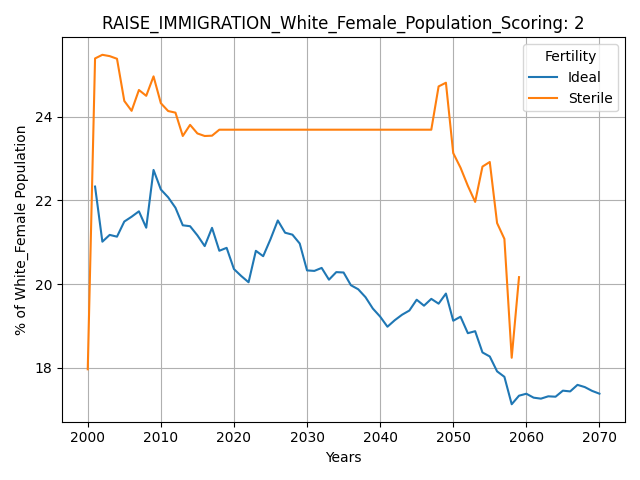 RAISE_IMMIGRATION_White_Female_Population_Scoring: 2
Fertility
Ideal
Sterile
% of White_Female Population
24
22
20
18
2000 2010 2020 2030 2040 2050 2060 2070
Years